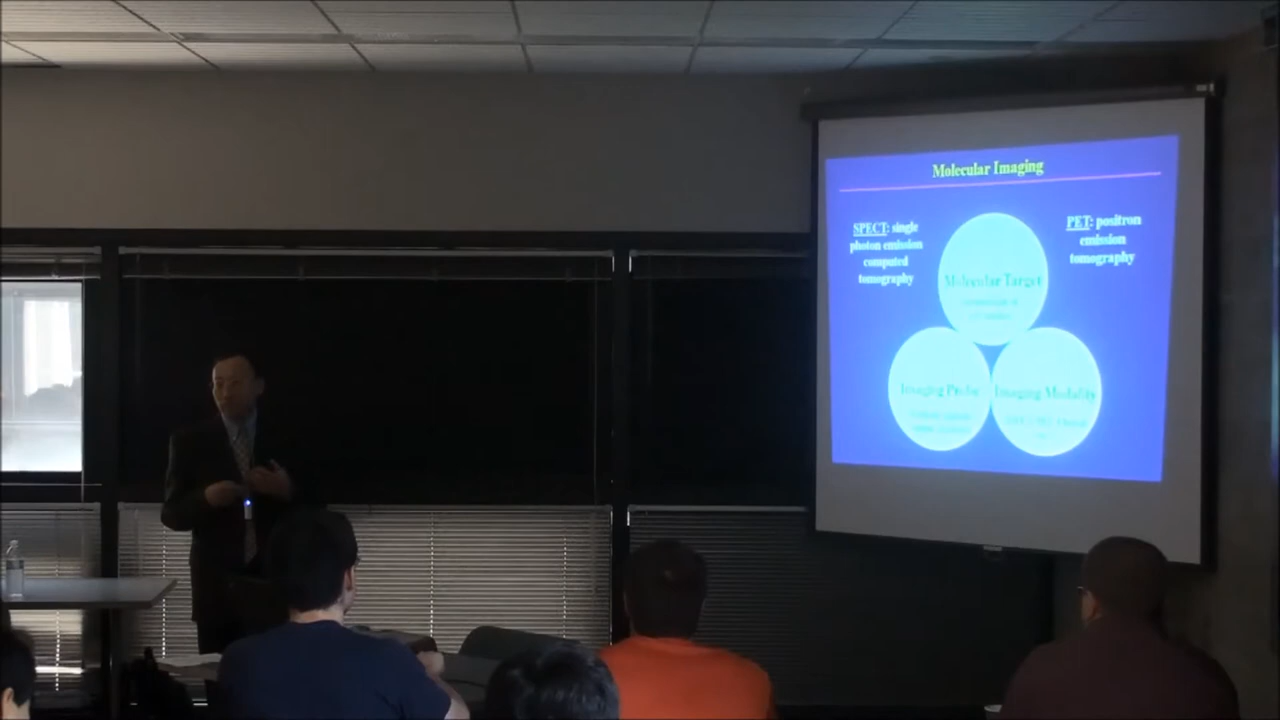 Molecular Imaging
SPECT: single
photon emission
computed
tomography
PET: positron
emission
tomography
Molecular Target
Imaging Probe
Imaging Modality